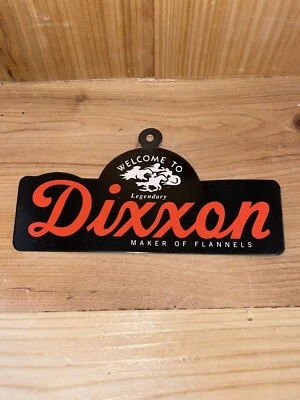 WELCOME TO
Legendary
Dixxon
MAKER OF FLANNELS